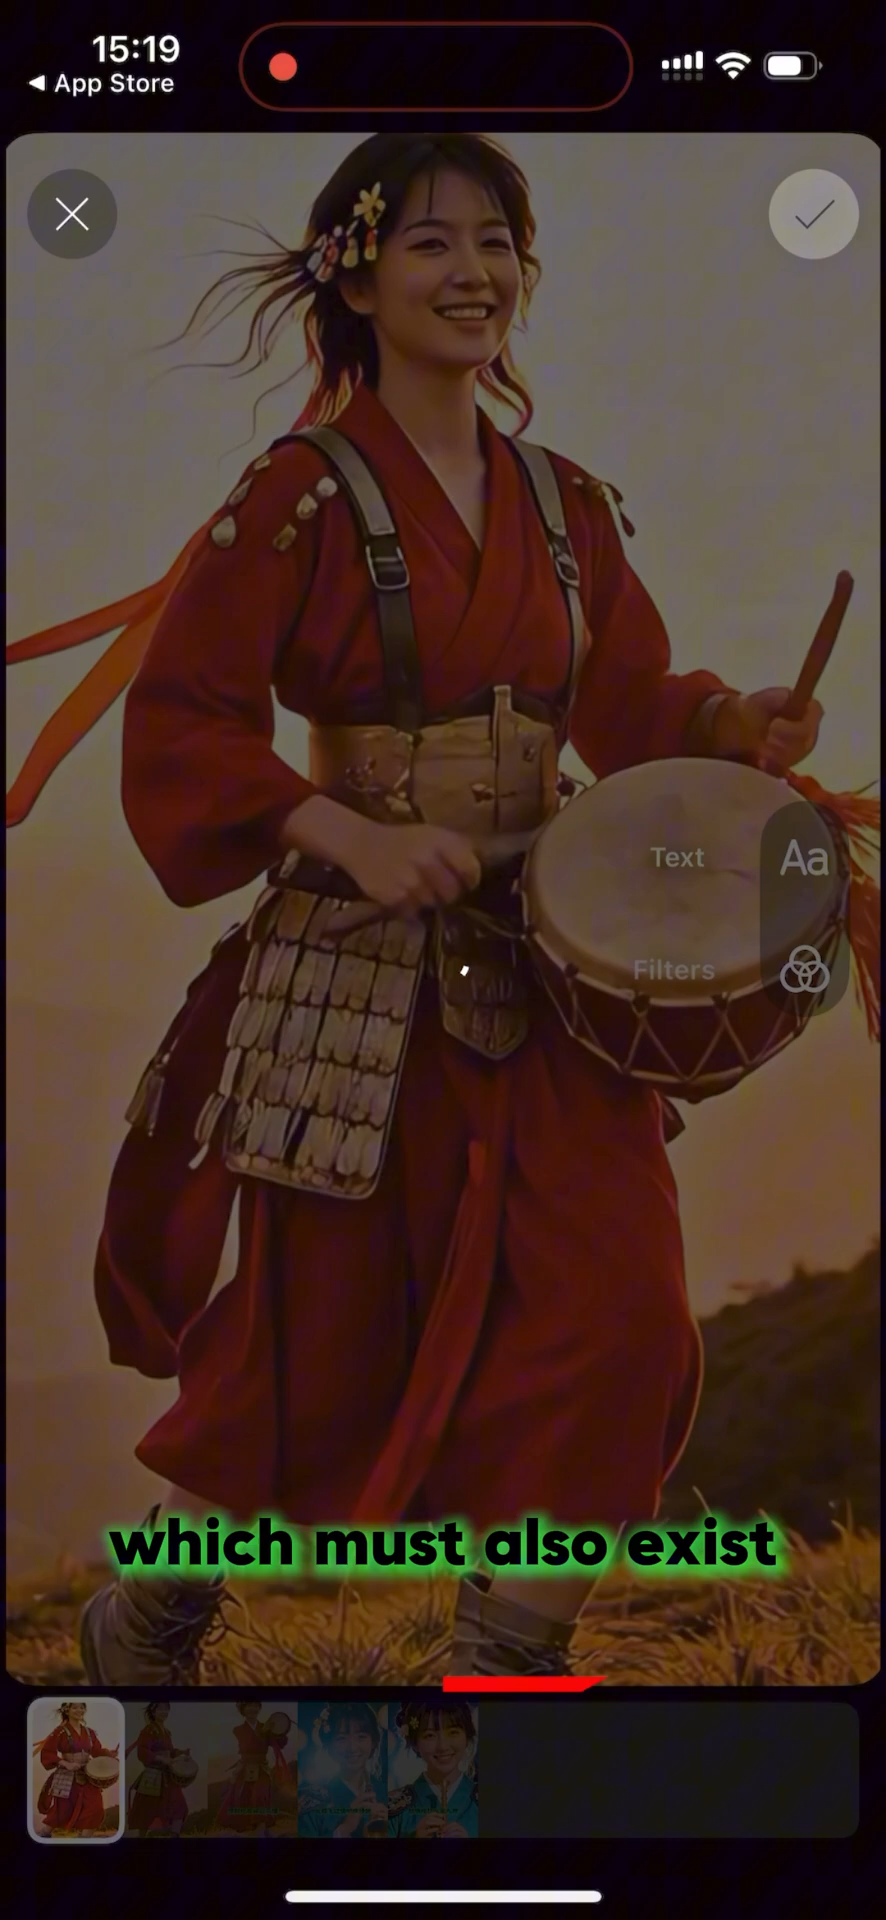 15:19
App Store
Text
Aa
Filters
which must also exist